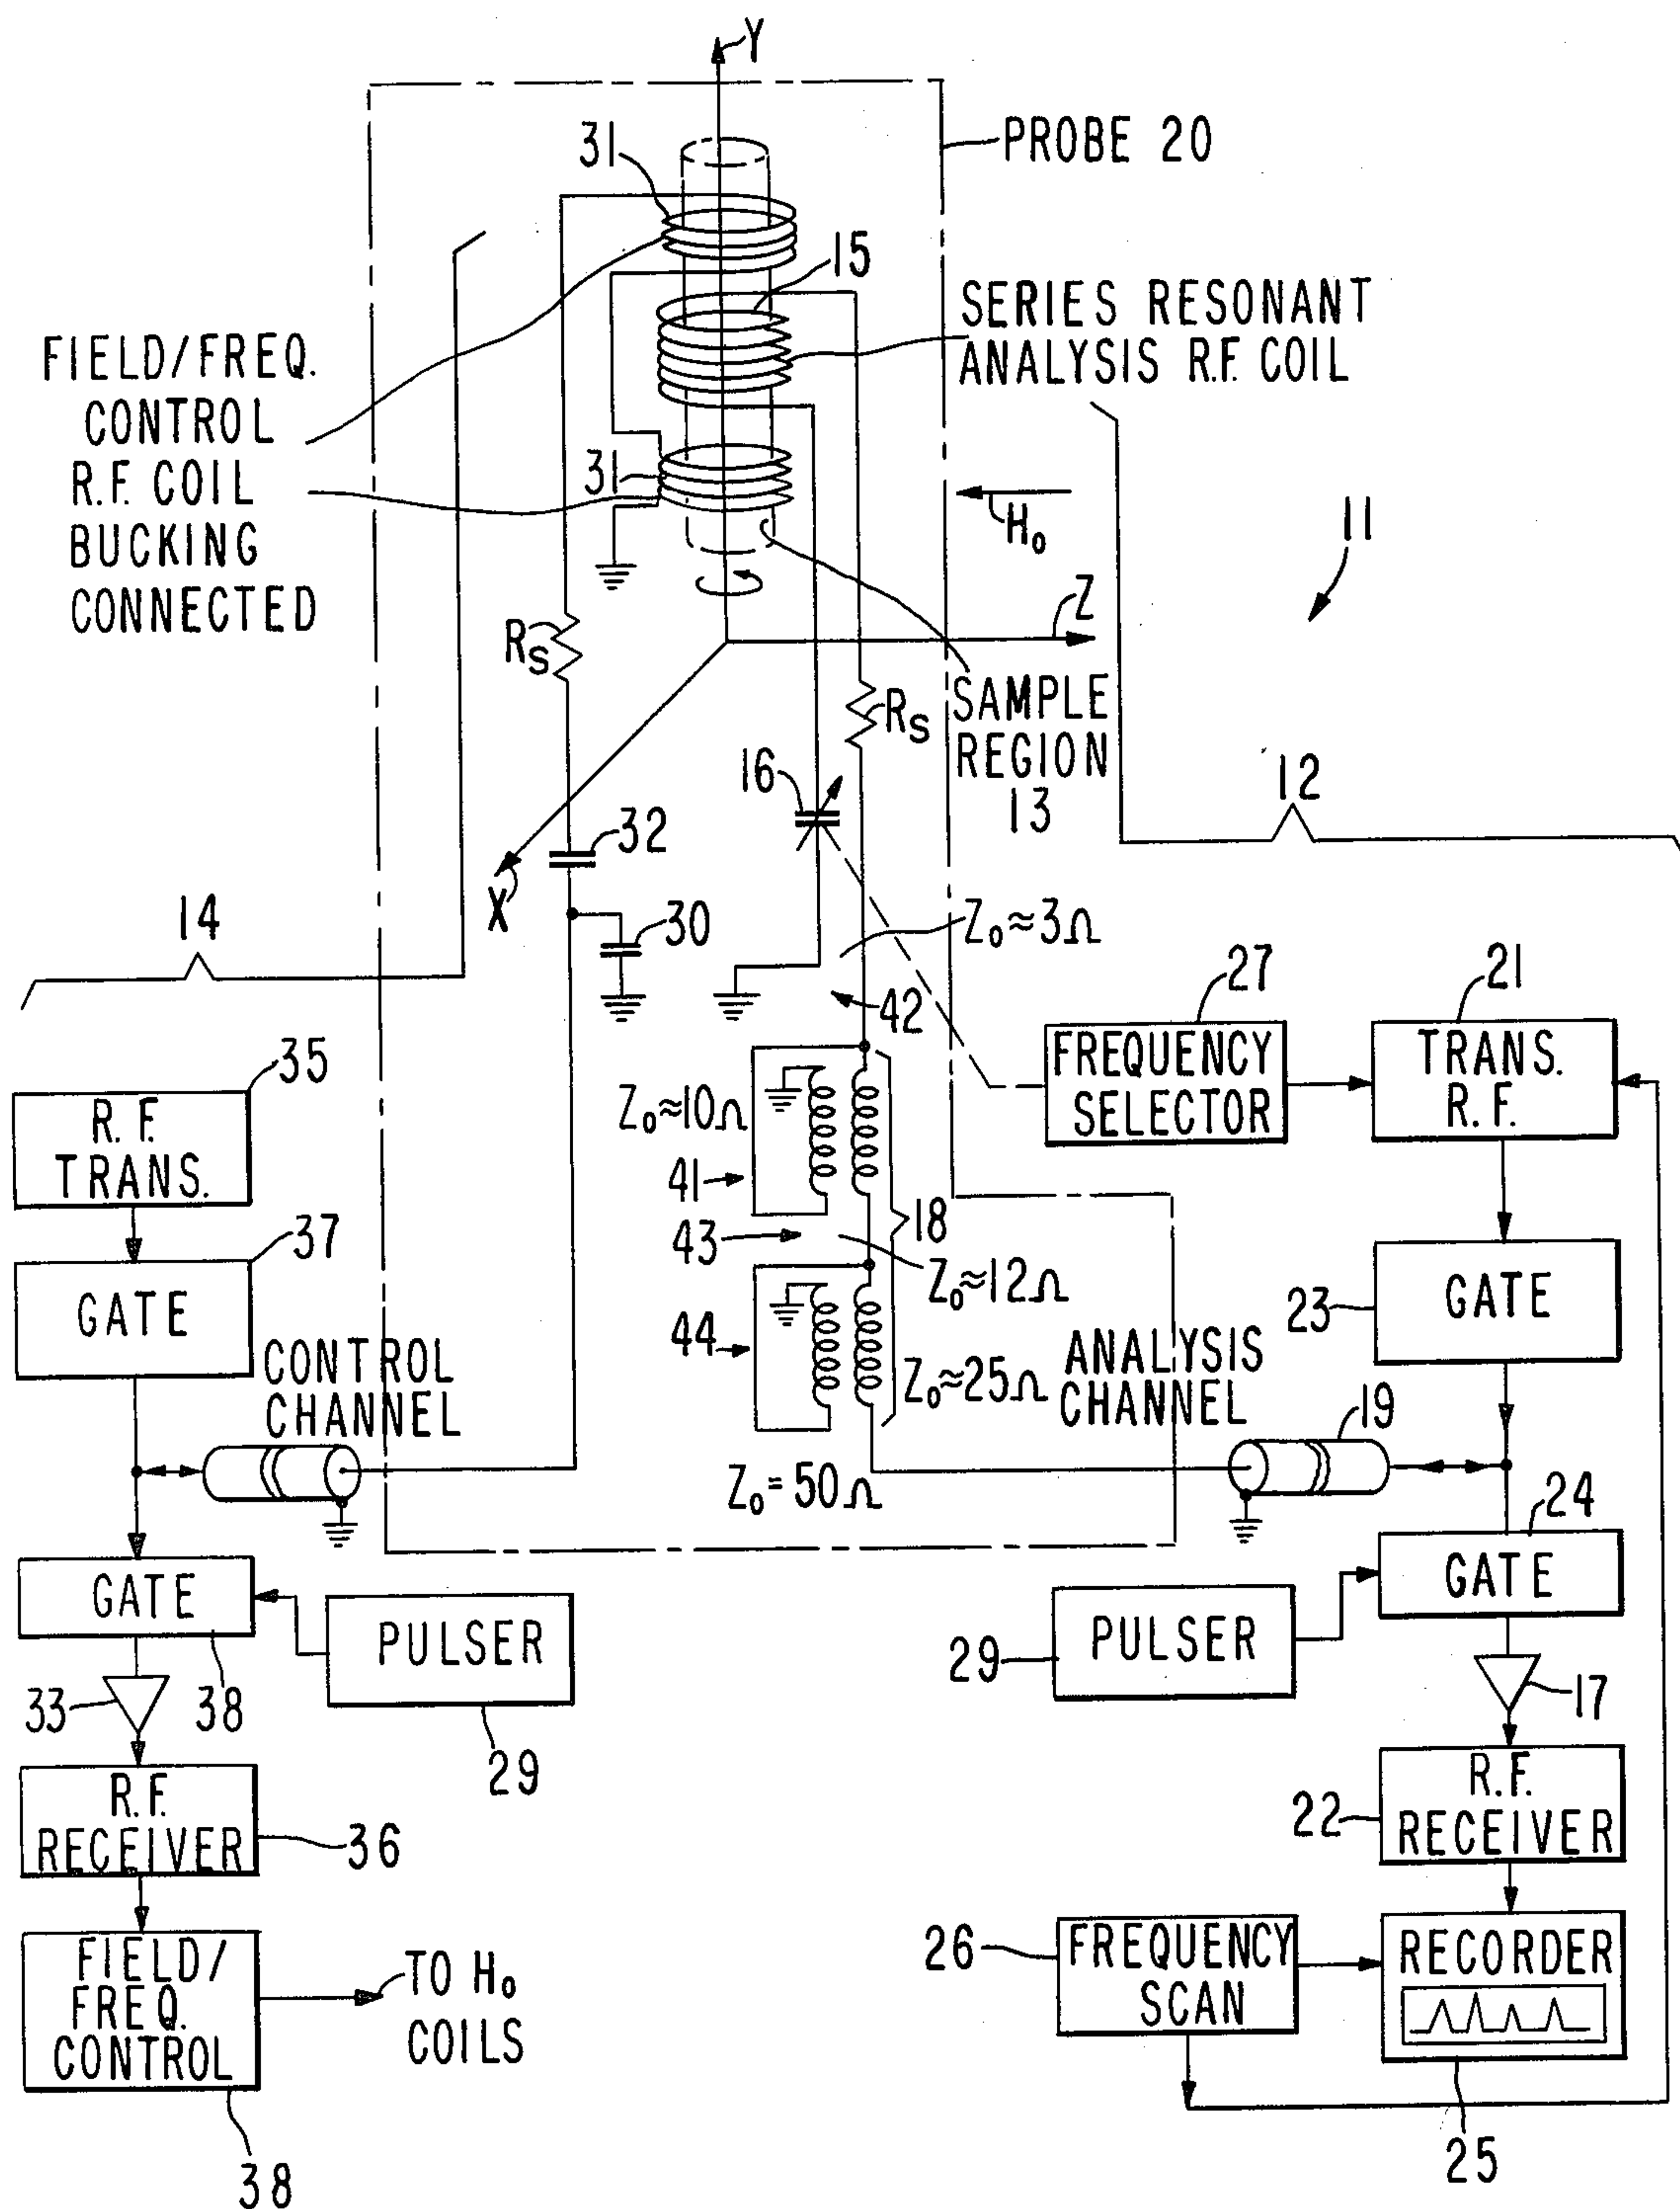 Y
PROBE 20
31
15
SERIES RESONANT
ANALYSIS R.F. COIL
FIELD/FREQ.
CONTROL
R.F. COIL
BUCKING
CONNECTED
31
H₀
11
Z
RS
SAMPLE
REGION
13
RS
16
12
32
X
14
30
Z₀≈3Ω
42
27
21
FREQUENCY
SELECTOR
TRANS.
R.F.
35
R.F.
TRANS.
Z₀≈10Ω
41
18
43
Z₀≈12Ω
37
GATE
23
GATE
44
Z₀≈25Ω
CONTROL
CHANNEL
ANALYSIS
CHANNEL
19
Z₀=50Ω
24
GATE
GATE
PULSER
29
PULSER
33
38
17
29
R.F.
RECEIVER
36
22
R.F.
RECEIVER
26
FREQUENCY
SCAN
RECORDER
FIELD/
FREQ.
CONTROL
TO H₀
COILS
25
38